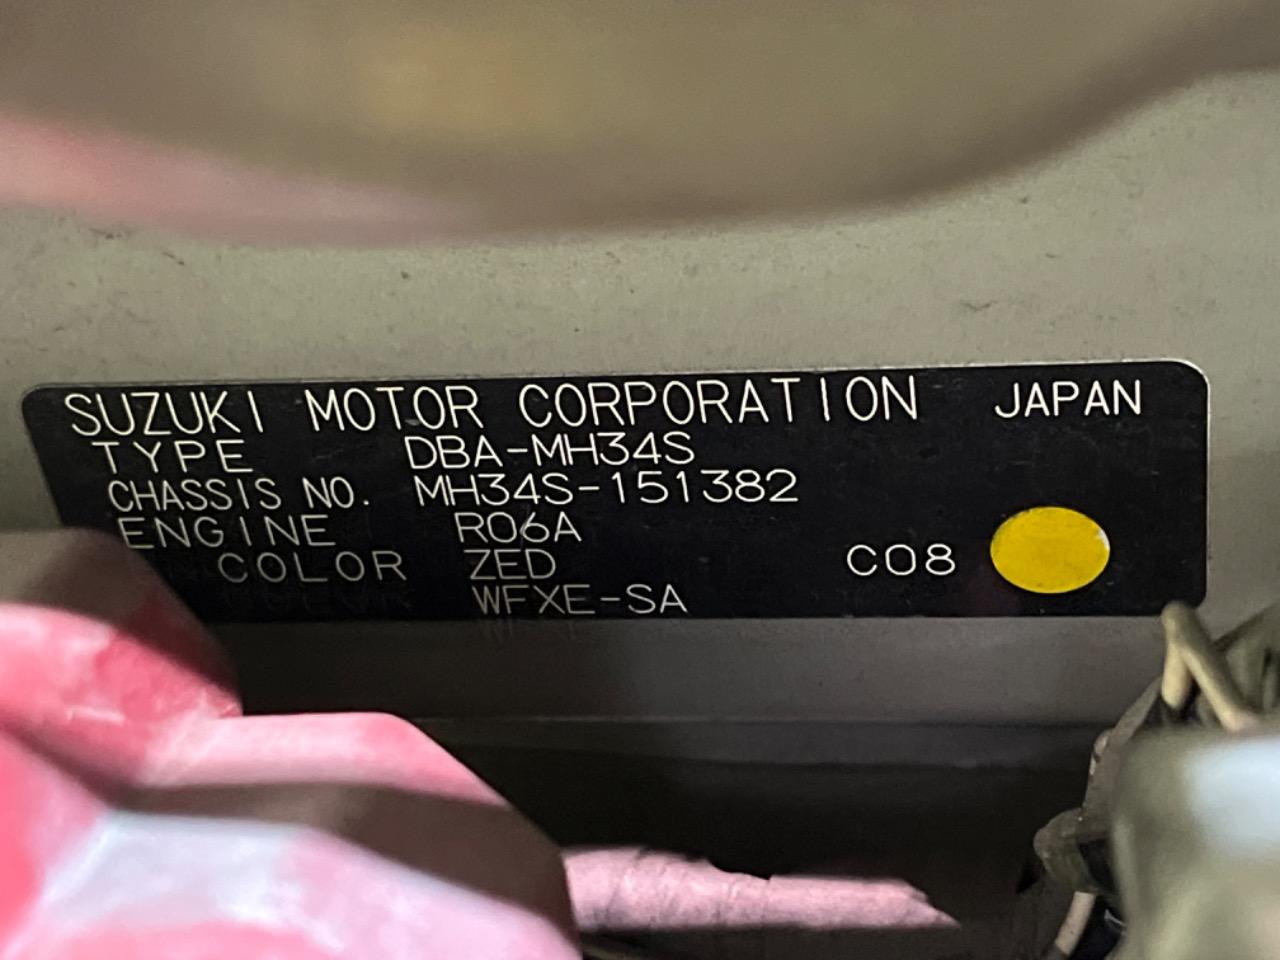 SUZUKI MOTOR CORPORATION JAPAN
TYPE DBA-MH34S
CHASSIS NO. MH34S-151382
ENGINE R06A
COLOR ZED C08
WFXE-SA